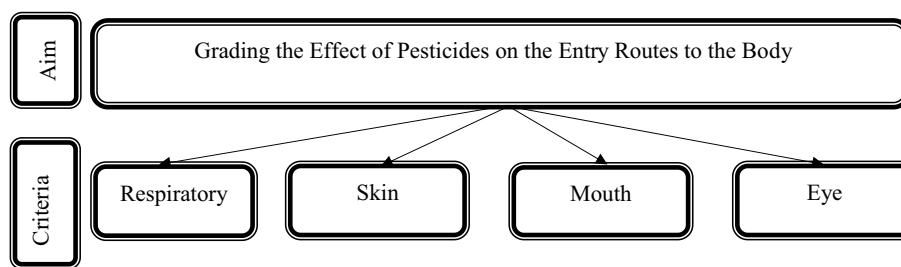 Aim
Grading the Effect of Pesticides on the Entry Routes to the Body
Criteria
Respiratory
Skin
Mouth
Eye